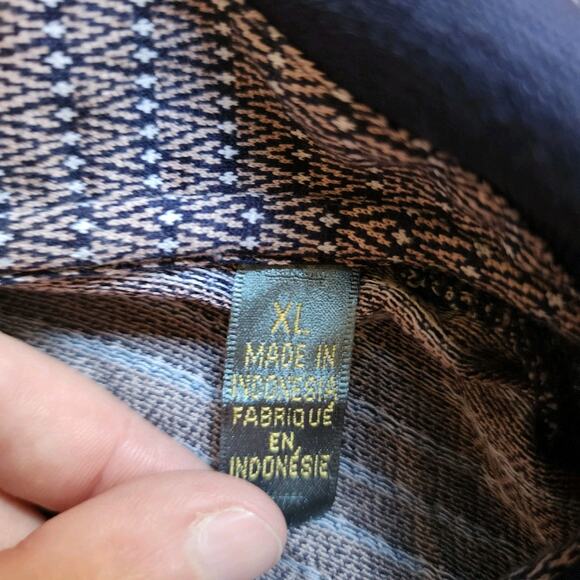 XL
MADE IN
INDONESIA
FABRIQUÉ
EN
INDONÉSIE